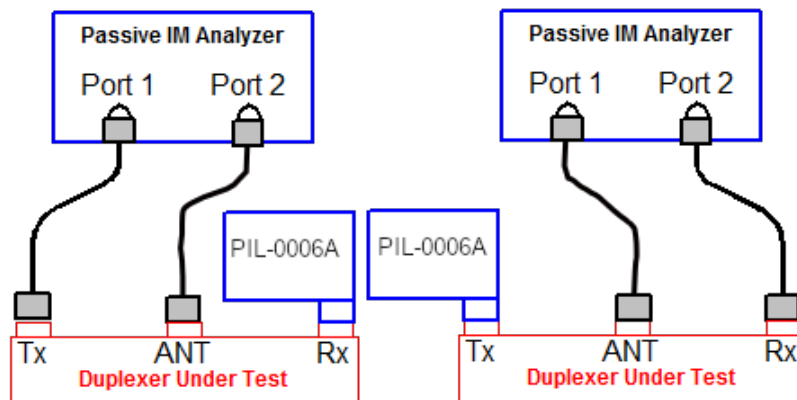 Passive IM Analyzer
Port 1 Port 2
PIL-0006A
Tx ANT Rx
Duplexer Under Test
Passive IM Analyzer
Port 1 Port 2
PIL-0006A
Tx ANT Rx
Duplexer Under Test